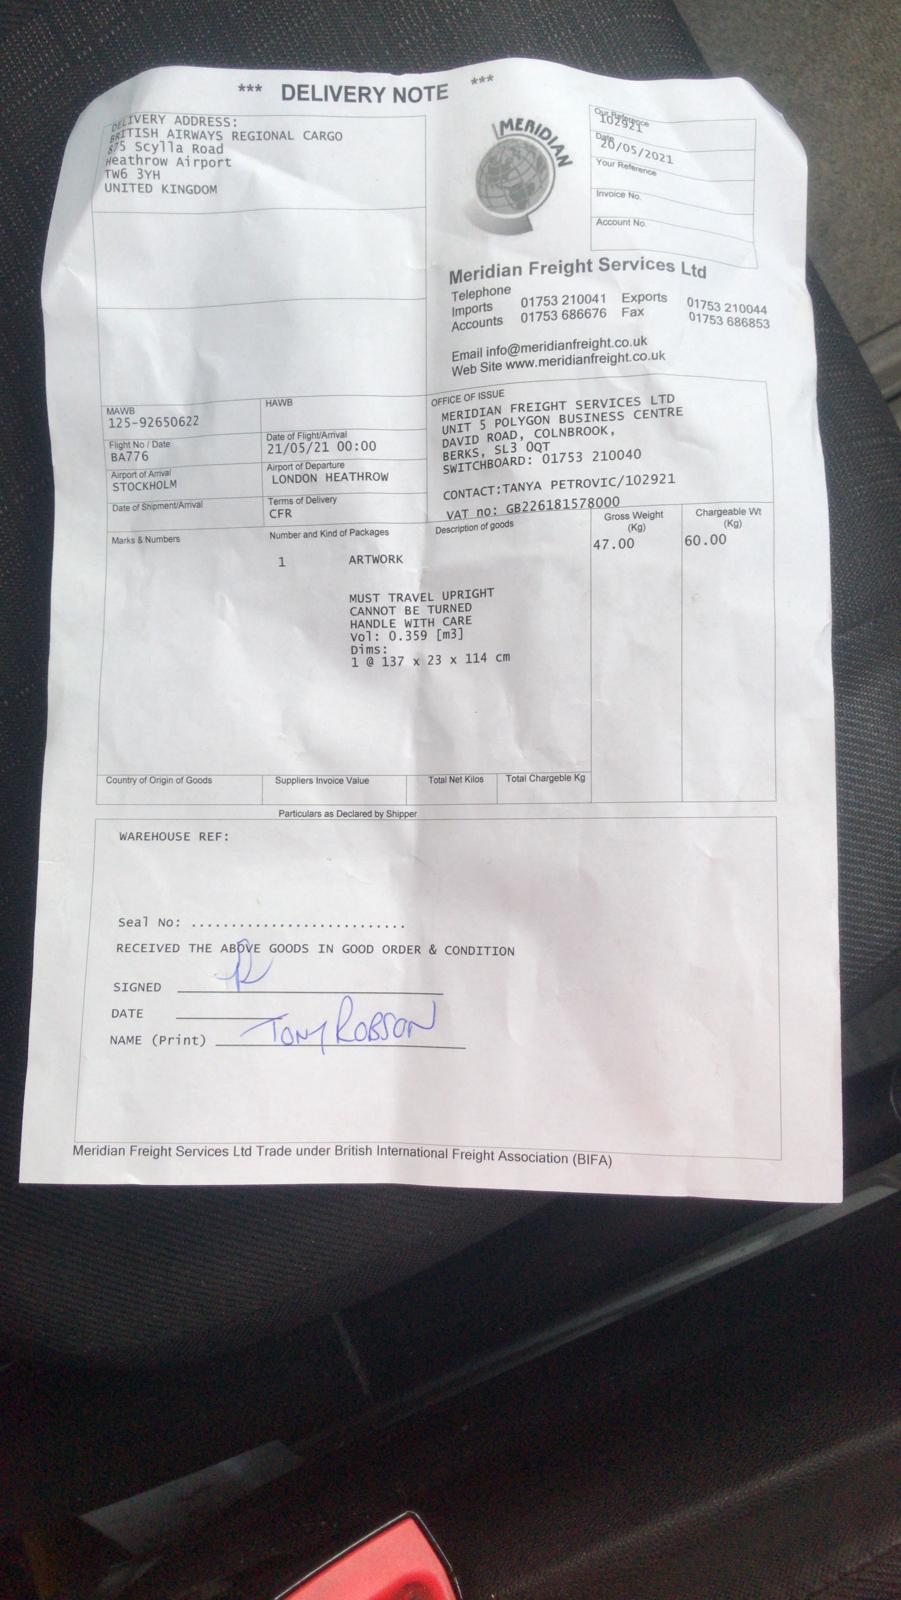 *** DELIVERY NOTE ***
DELIVERY ADDRESS:
BRITISH AIRWAYS REGIONAL CARGO
875 Scylla Road
Heathrow Airport
TW6 3YH
UNITED KINGDOM
MERIDIAN
Our Reference
102921
Date
20/05/2021
Your Reference
Invoice No.
Account No.
Meridian Freight Services Ltd
Telephone
Imports 01753 210041 Exports 01753 210044
Accounts 01753 686676 Fax 01753 686853
Email info@meridianfreight.co.uk
Web Site www.meridianfreight.co.uk
MAWB
125-92650622
HAWB
Flight No / Date
BA776
Date of Flight/Arrival
21/05/21 00:00
Airport of Arrival
STOCKHOLM
Airport of Departure
LONDON HEATHROW
Date of Shipment/Arrival
Terms of Delivery
CFR
OFFICE OF ISSUE
MERIDIAN FREIGHT SERVICES LTD
UNIT 5 POLYGON BUSINESS CENTRE
DAVID ROAD, COLNBROOK,
BERKS, SL3 0QT
SWITCHBOARD: 01753 210040
CONTACT:TANYA PETROVIC/102921
VAT no: GB226181578000
Marks & Numbers
Number and Kind of Packages
Description of goods
Gross Weight
(Kg)
Chargeable Wt
(Kg)
1 ARTWORK
47.00
60.00
MUST TRAVEL UPRIGHT
CANNOT BE TURNED
HANDLE WITH CARE
Vol: 0.359 [m3]
Dims:
1 @ 137 x 23 x 114 cm
Country of Origin of Goods
Suppliers Invoice Value
Total Net Kilos
Total Chargeble Kg
Particulars as Declared by Shipper
WAREHOUSE REF:
Seal No: ...........................
RECEIVED THE ABOVE GOODS IN GOOD ORDER & CONDITION
SIGNED
DATE
NAME (Print) TONY ROBSON
Meridian Freight Services Ltd Trade under British International Freight Association (BIFA)